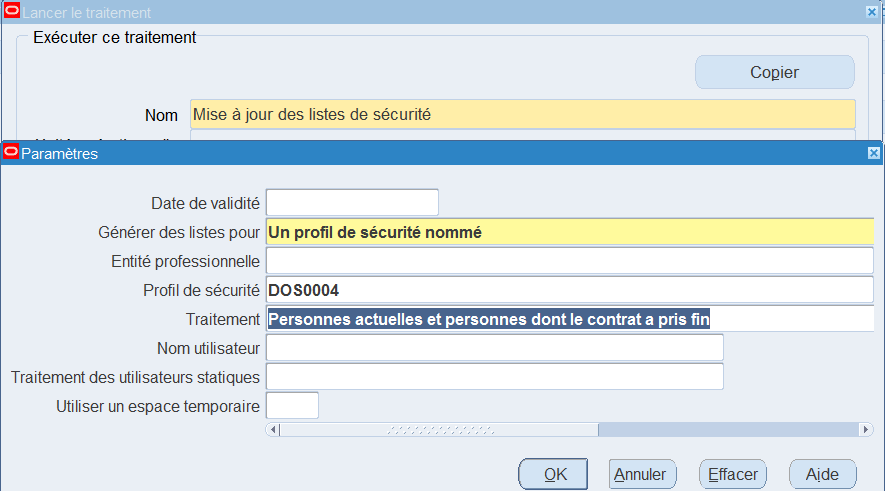 Lancer le traitement
Exécuter ce traitement
Copier
Nom Mise à jour des listes de sécurité
Paramètres
Date de validité
Générer des listes pour Un profil de sécurité nommé
Entité professionnelle
Profil de sécurité DOS0004
Traitement Personnes actuelles et personnes dont le contrat a pris fin
Nom utilisateur
Traitement des utilisateurs statiques
Utiliser un espace temporaire
OK Annuler Effacer Aide